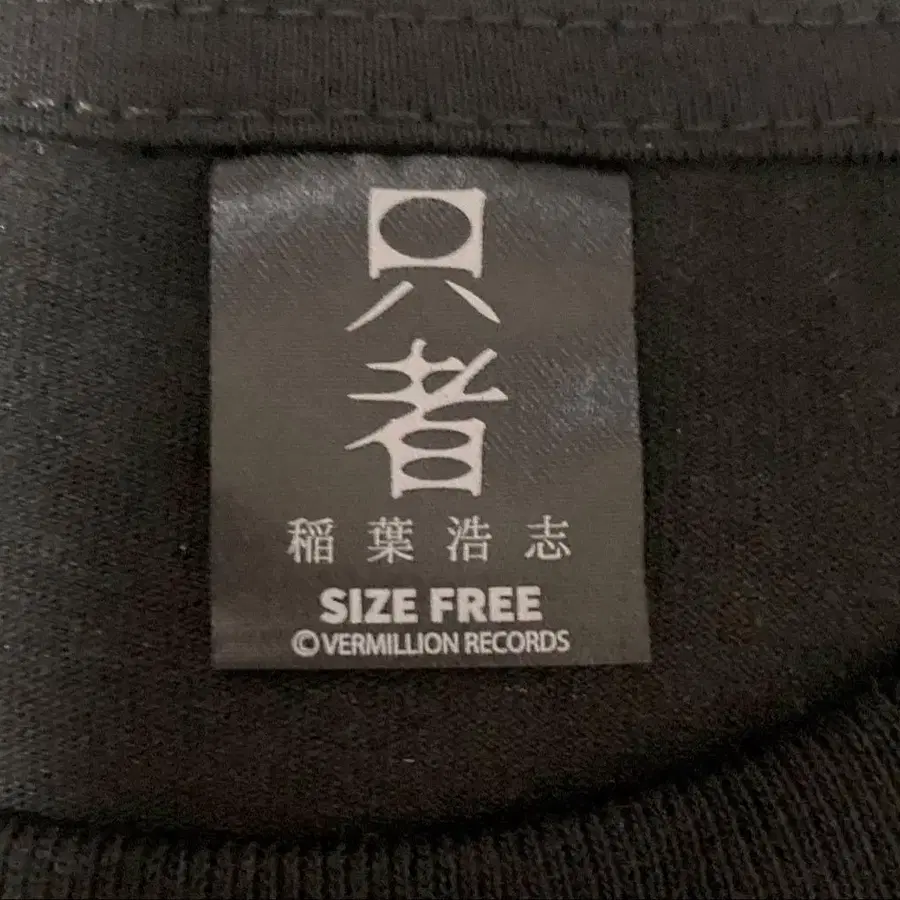 只者
稲葉浩志
SIZE FREE
©VERMILLION RECORDS